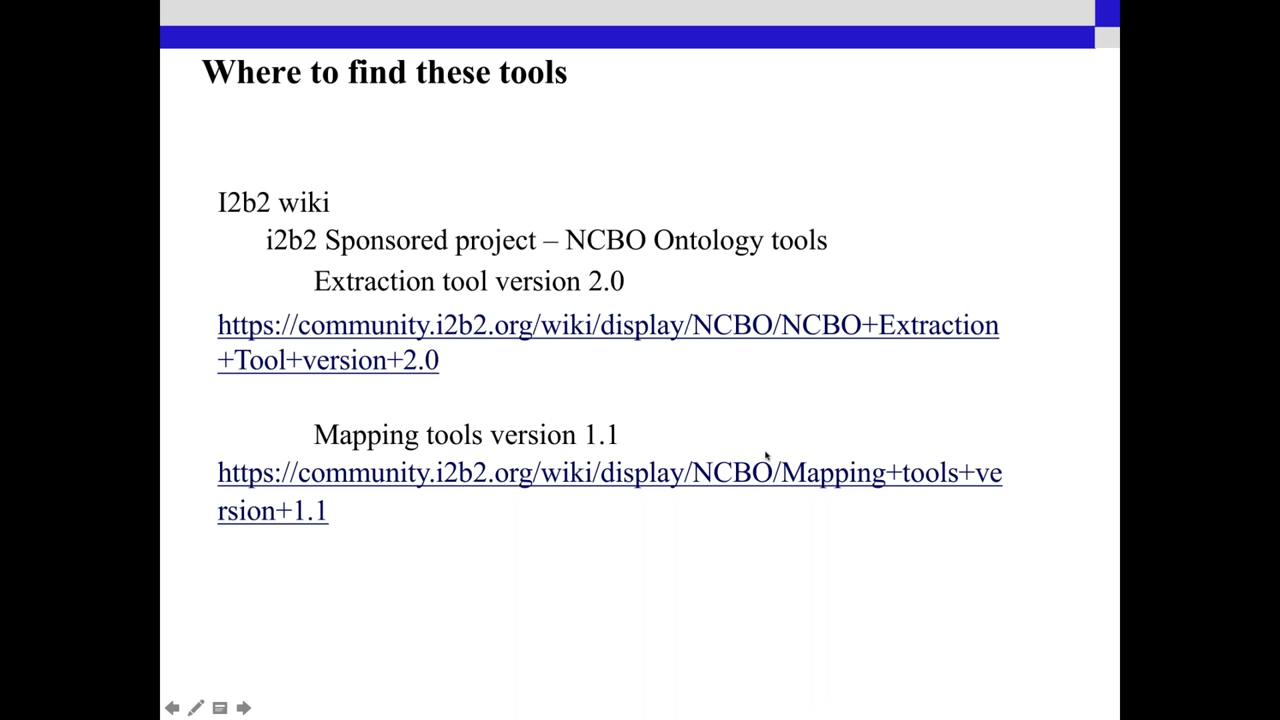 Where to find these tools
I2b2 wiki
i2b2 Sponsored project – NCBO Ontology tools
Extraction tool version 2.0
https://community.i2b2.org/wiki/display/NCBO/NCBO+Extraction
+Tool+version+2.0
Mapping tools version 1.1
https://community.i2b2.org/wiki/display/NCBO/Mapping+tools+ve
rsion+1.1